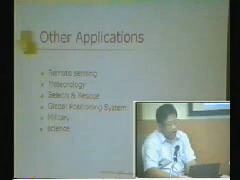 Other Applications
Remote sensing
Meteorology
Search & Rescue
Global Positioning System
Military
science